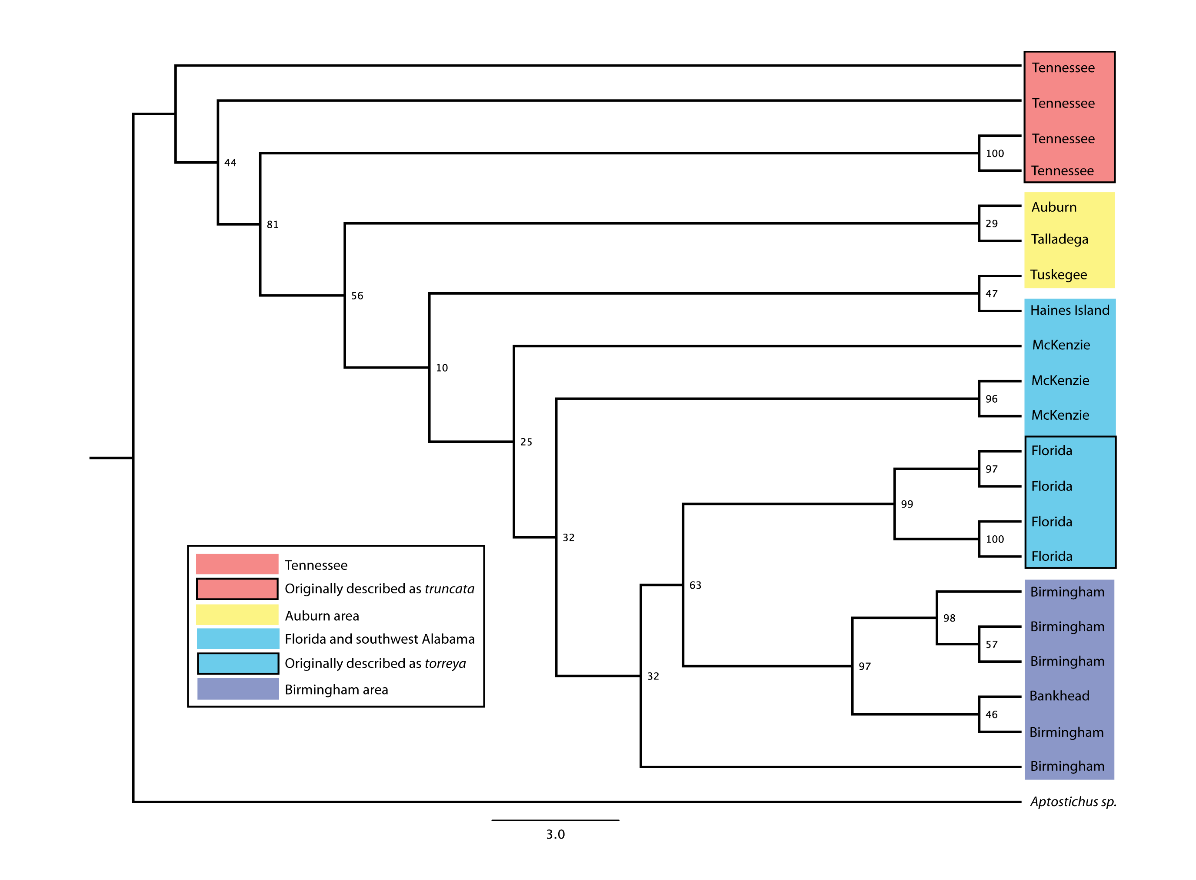 Tennessee
Tennessee
Tennessee
100
Tennessee
44
Auburn
29
81
Talladega
Tuskegee
47
56
Haines Island
McKenzie
10
McKenzie
96
McKenzie
25
Florida
97
Florida
99
Florida
32
100
Florida
63
Birmingham
98
Birmingham
57
Birmingham
97
32
Bankhead
46
Birmingham
Birmingham
Aptostichus sp.
Tennessee
Originally described as truncata
Auburn area
Florida and southwest Alabama
Originally described as torreya
Birmingham area
3.0